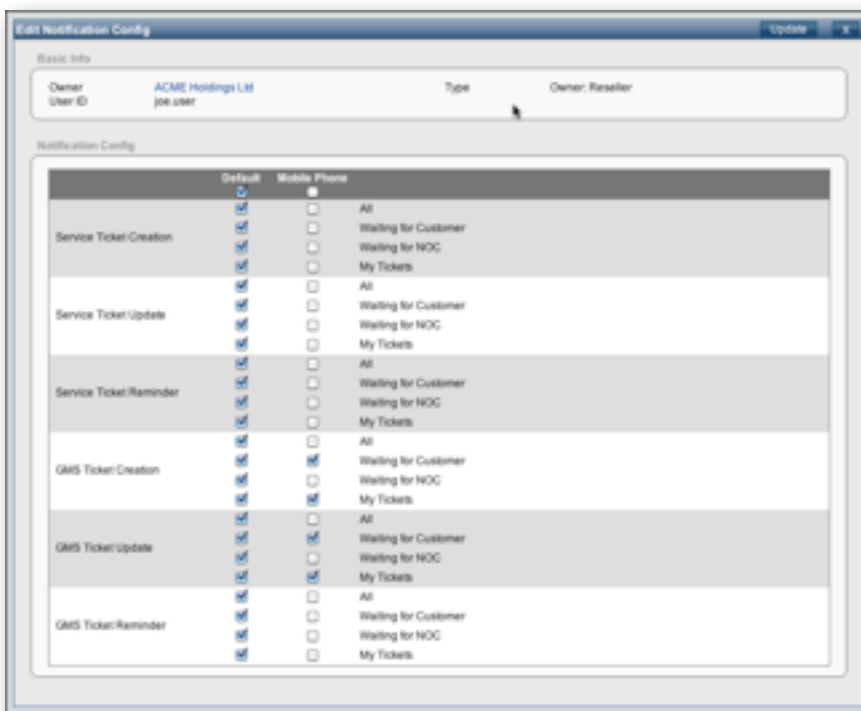 Edit Notification Config Update x
Basic Info
Owner ACME Holdings Ltd Type Owner: Reseller
User ID joe.user
Notification Config
Default Mobile Phone
All
Waiting for Customer
Service Ticket Creation
Waiting for NOC
My Tickets
All
Waiting for Customer
Service Ticket Update
Waiting for NOC
My Tickets
All
Waiting for Customer
Service Ticket Reminder
Waiting for NOC
My Tickets
All
Waiting for Customer
GMS Ticket Creation
Waiting for NOC
My Tickets
All
Waiting for Customer
GMS Ticket Update
Waiting for NOC
My Tickets
All
Waiting for Customer
GMS Ticket Reminder
Waiting for NOC
My Tickets